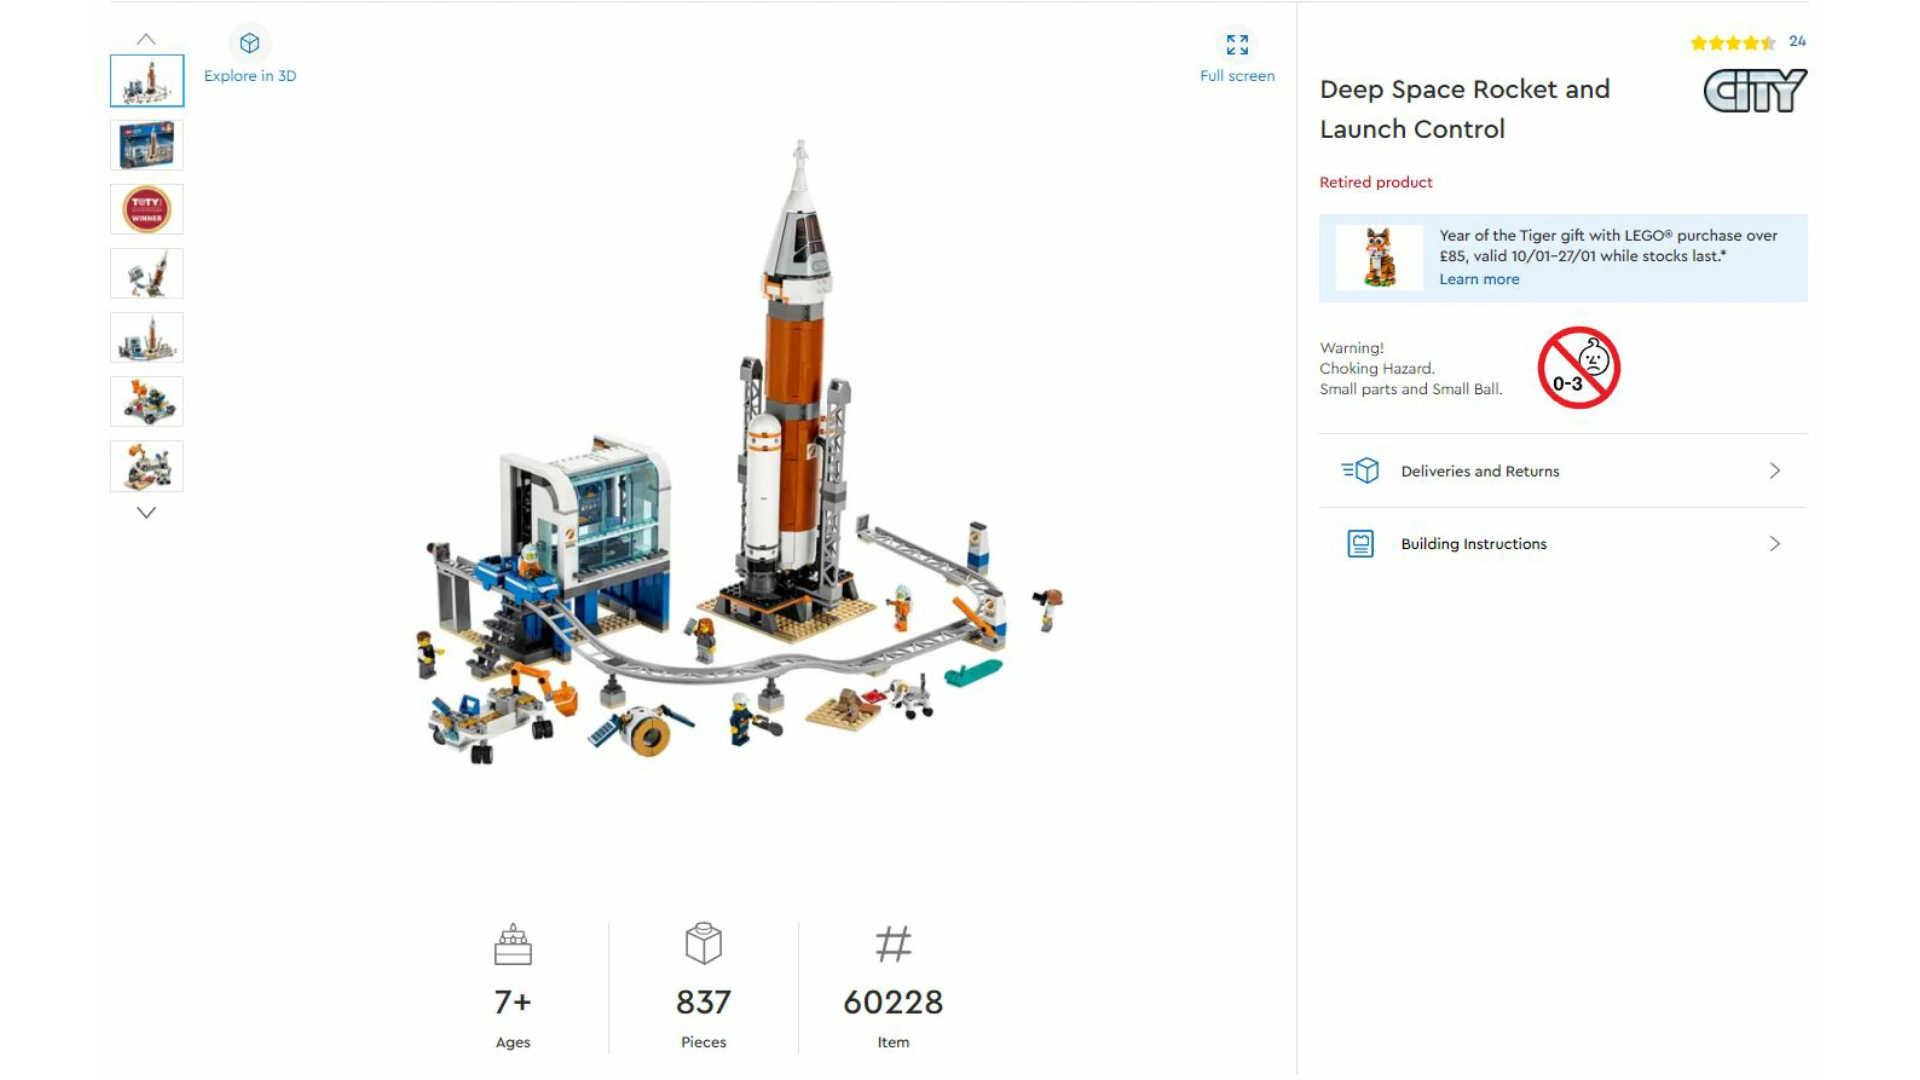 Explore in 3D
Full screen
TOTY
WINNER
24
CITY
Deep Space Rocket and
Launch Control
Retired product
Year of the Tiger gift with LEGO® purchase over
£85, valid 10/01-27/01 while stocks last.*
Learn more
Warning!
Choking Hazard.
Small parts and Small Ball.
0-3
Deliveries and Returns
Building Instructions
7+
Ages
837
Pieces
#
60228
Item